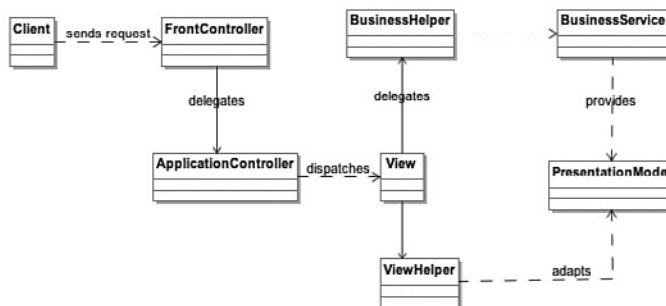 Client
sends request
FrontController
BusinessHelper
BusinessService
delegates
delegates
provides
ApplicationController
dispatches
View
PresentationMode
ViewHelper
adapts